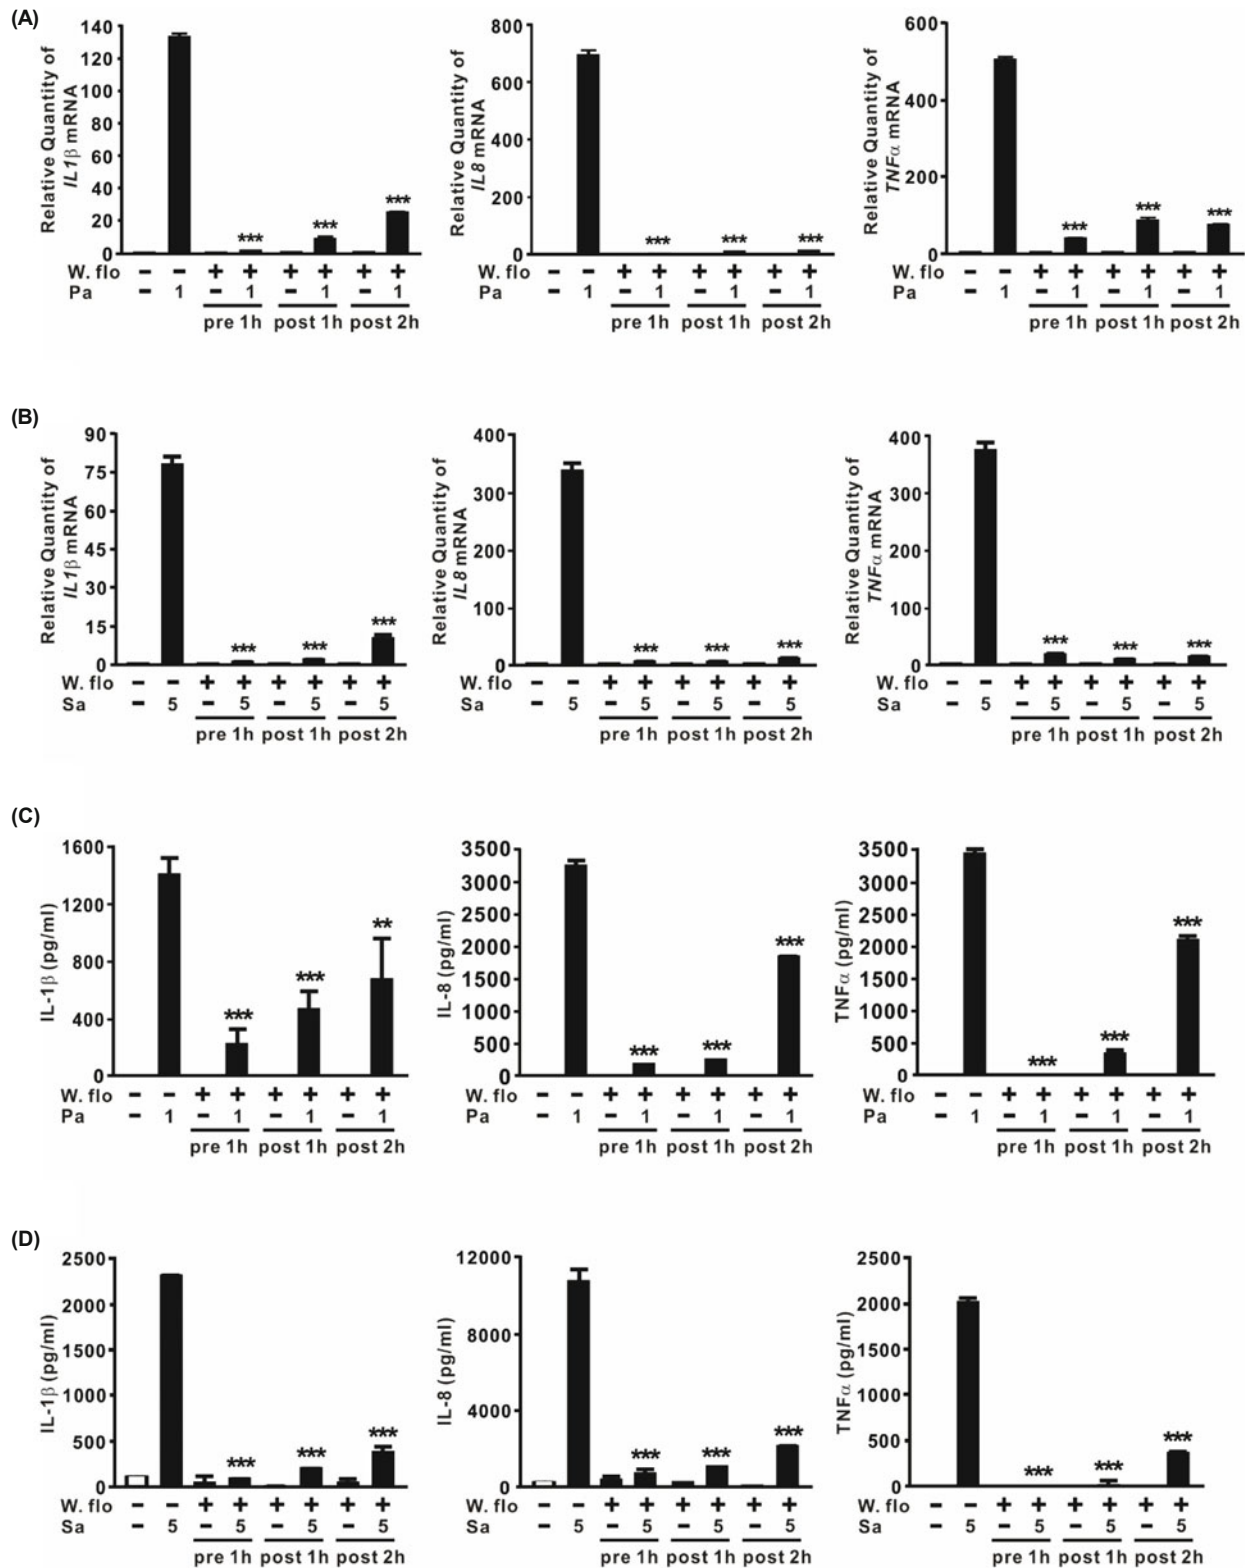 (A)
Relative Quantity of
IL1β mRNA
140
120
100
80
60
40
20
0
***
***
***
W. flo − − + + + + + +
Pa − 1 − 1 − 1 − 1
pre 1h post 1h post 2h
Relative Quantity of
IL8 mRNA
800
600
400
200
0
***
***
***
− − + + + + + +
− 1 − 1 − 1 − 1
pre 1h post 1h post 2h
Relative Quantity of
TNFα mRNA
600
400
200
0
***
***
***
W. flo − − + + + + + +
Pa − 1 − 1 − 1 − 1
pre 1h post 1h post 2h
(B)
Relative Quantity of
IL1β mRNA
90
75
60
45
30
15
0
***
***
***
W. flo − − + + + + + +
Sa − 5 − 5 − 5 − 5
pre 1h post 1h post 2h
Relative Quantity of
IL8 mRNA
400
300
200
100
0
***
***
***
− − + + + + + +
− 5 − 5 − 5 − 5
pre 1h post 1h post 2h
Relative Quantity of
TNFα mRNA
400
300
200
100
0
***
***
***
W. flo − − + + + + + +
Sa − 5 − 5 − 5 − 5
pre 1h post 1h post 2h
(C)
IL-1β (pg/ml)
1600
1200
800
400
0
***
***
**
W. flo − − + + + + + +
Pa − 1 − 1 − 1 − 1
pre 1h post 1h post 2h
IL-8 (pg/ml)
3500
3000
2500
2000
1500
1000
500
0
***
***
***
− − + + + + + +
− 1 − 1 − 1 − 1
pre 1h post 1h post 2h
TNFα (pg/ml)
3500
3000
2500
2000
1500
1000
500
0
***
***
***
W. flo − − + + + + + +
Pa − 1 − 1 − 1 − 1
pre 1h post 1h post 2h
(D)
IL-1β (pg/ml)
2500
2000
1500
1000
500
0
***
***
***
W. flo − − + + + + + +
Sa − 5 − 5 − 5 − 5
pre 1h post 1h post 2h
IL-8 (pg/ml)
12000
8000
4000
0
***
***
***
− − + + + + + +
− 5 − 5 − 5 − 5
pre 1h post 1h post 2h
TNFα (pg/ml)
2500
2000
1500
1000
500
0
***
***
***
W. flo − − + + + + + +
Sa − 5 − 5 − 5 − 5
pre 1h post 1h post 2h